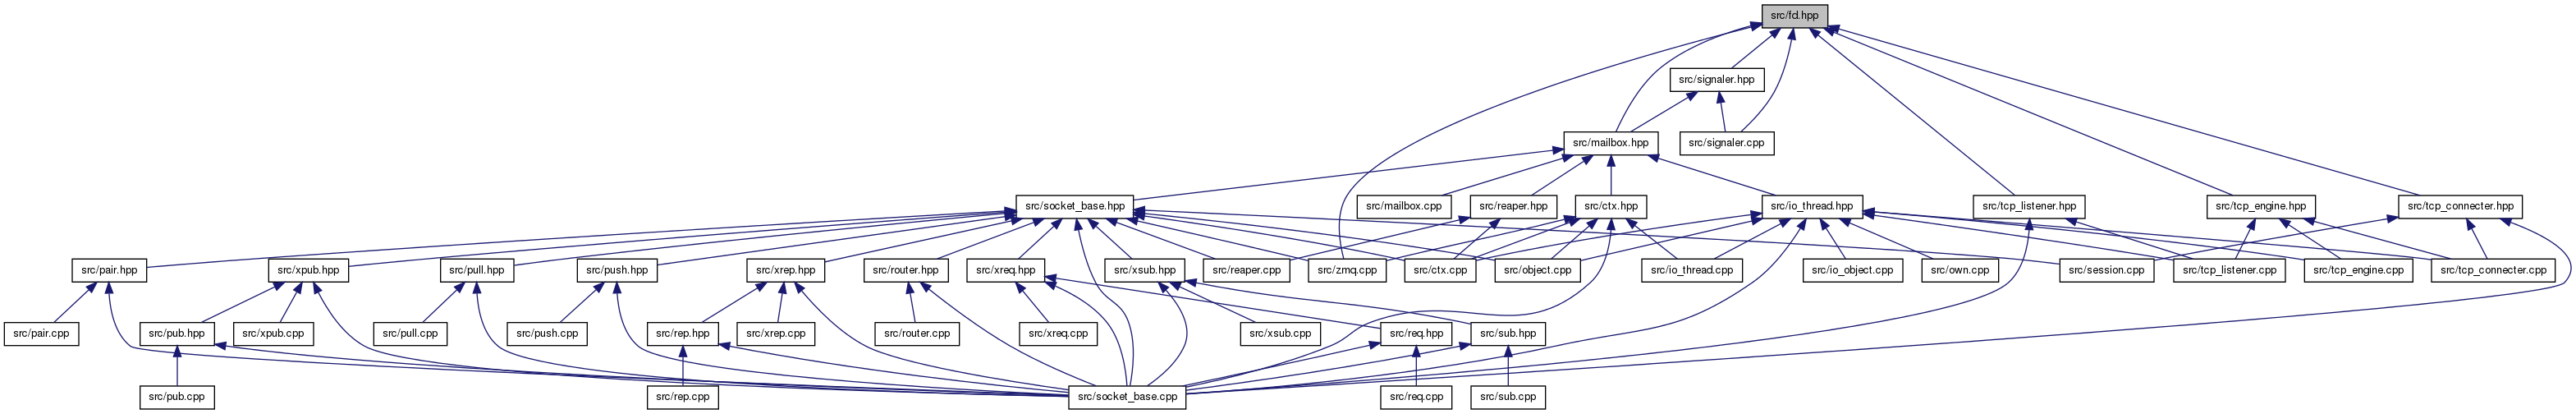 src/fd.hpp
src/signaler.hpp
src/mailbox.hpp
src/signaler.cpp
src/socket_base.hpp
src/mailbox.cpp
src/reaper.hpp
src/ctx.hpp
src/io_thread.hpp
src/tcp_listener.hpp
src/tcp_engine.hpp
src/tcp_connecter.hpp
src/pair.hpp
src/xpub.hpp
src/pull.hpp
src/push.hpp
src/xrep.hpp
src/router.hpp
src/xreq.hpp
src/xsub.hpp
src/reaper.cpp
src/zmq.cpp
src/ctx.cpp
src/object.cpp
src/io_thread.cpp
src/io_object.cpp
src/own.cpp
src/session.cpp
src/tcp_listener.cpp
src/tcp_engine.cpp
src/tcp_connecter.cpp
src/pair.cpp
src/pub.hpp
src/xpub.cpp
src/pull.cpp
src/push.cpp
src/rep.hpp
src/xrep.cpp
src/router.cpp
src/xreq.cpp
src/xsub.cpp
src/req.hpp
src/sub.hpp
src/pub.cpp
src/rep.cpp
src/socket_base.cpp
src/req.cpp
src/sub.cpp